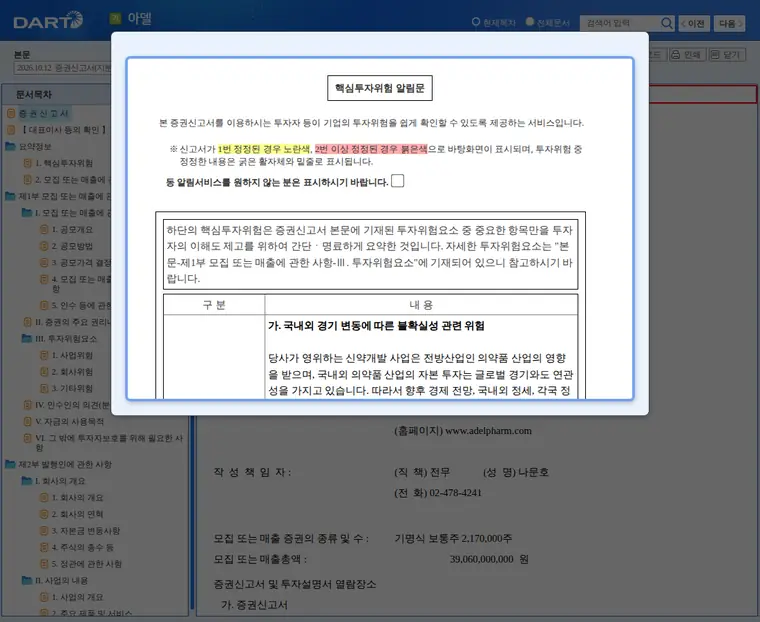 DART
아델
현재목차 전체문서 검색어 입력 이전 다음
본문
2026.10.12 증권신고서(지분
인쇄 닫기
문서목차
증 권 신 고 서
【 대표이사 등의 확인 】
요약정보
1. 핵심투자위험
2. 모집 또는 매출에 관
제1부 모집 또는 매출에 관
I. 모집 또는 매출에 관
1. 공모개요
2. 공모방법
3. 공모가격 결정
4. 모집 또는 매출
항
5. 인수 등에 관한
II. 증권의 주요 권리내
III. 투자위험요소
1. 사업위험
2. 회사위험
3. 기타위험
IV. 인수인의 의견(분
V. 자금의 사용목적
VI. 그 밖에 투자자보호를 위해 필요한 사
항
제2부 발행인에 관한 사항
I. 회사의 개요
1. 회사의 개요
2. 회사의 연혁
3. 자본금 변동사항
4. 주식의 총수 등
5. 정관에 관한 사항
II. 사업의 내용
1. 사업의 개요
2. 주요 제품 및 서비스
핵심투자위험 알림문
본 증권신고서를 이용하시는 투자자 등이 기업의 투자위험을 쉽게 확인할 수 있도록 제공하는 서비스입니다.
※ 신고서가 1번 정정된 경우 노란색, 2번 이상 정정된 경우 붉은색으로 바탕화면이 표시되며, 투자위험 중
정정한 내용은 굵은 활자체와 밑줄로 표시됩니다.
동 알림서비스를 원하지 않는 분은 표시하시기 바랍니다.
하단의 핵심투자위험은 증권신고서 본문에 기재된 투자위험요소 중 중요한 항목만을 투자
자의 이해도 제고를 위하여 간단ㆍ명료하게 요약한 것입니다. 자세한 투자위험요소는 "본
문-제1부 모집 또는 매출에 관한 사항-Ⅲ. 투자위험요소"에 기재되어 있으니 참고하시기 바
랍니다.
구 분 내 용
가. 국내외 경기 변동에 따른 불확실성 관련 위험
당사가 영위하는 신약개발 사업은 전방산업인 의약품 산업의 영향
을 받으며, 국내외 의약품 산업의 자본 투자는 글로벌 경기와도 연관
성을 가지고 있습니다. 따라서 향후 경제 전망, 국내외 정세, 각국 정
(홈페이지) www.adelpharm.com
작 성 책 임 자 : (직 책) 전무 (성 명) 나문호
(전 화) 02-478-4241
모집 또는 매출 증권의 종류 및 수 : 기명식 보통주 2,170,000주
모집 또는 매출총액 : 39,060,000,000 원
증권신고서 및 투자설명서 열람장소
가. 증권신고서